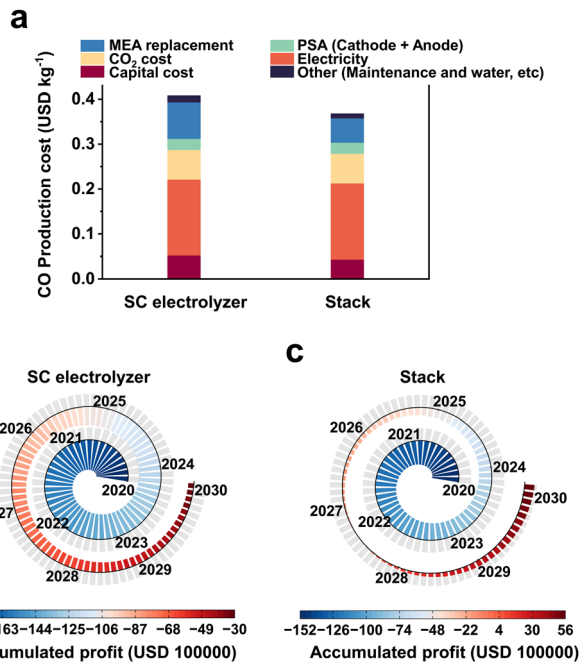 a
MEA replacement
CO₂ cost
Capital cost
PSA (Cathode + Anode)
Electricity
Other (Maintenance and water, etc)
CO Production cost (USD kg⁻¹)
0.4
0.3
0.2
0.1
0.0
SC electrolyzer
Stack
SC electrolyzer
2025
2026
2021
2024
2020
2030
27
2022
2023
2029
2028
163 −144 −125 −106 −87 −68 −49 −30
umulated profit (USD 100000)
c
Stack
2025
2026
2021
2024
2020
2030
2027
2022
2023
2029
2028
−152 −126 −100 −74 −48 −22 4 30 56
Accumulated profit (USD 100000)